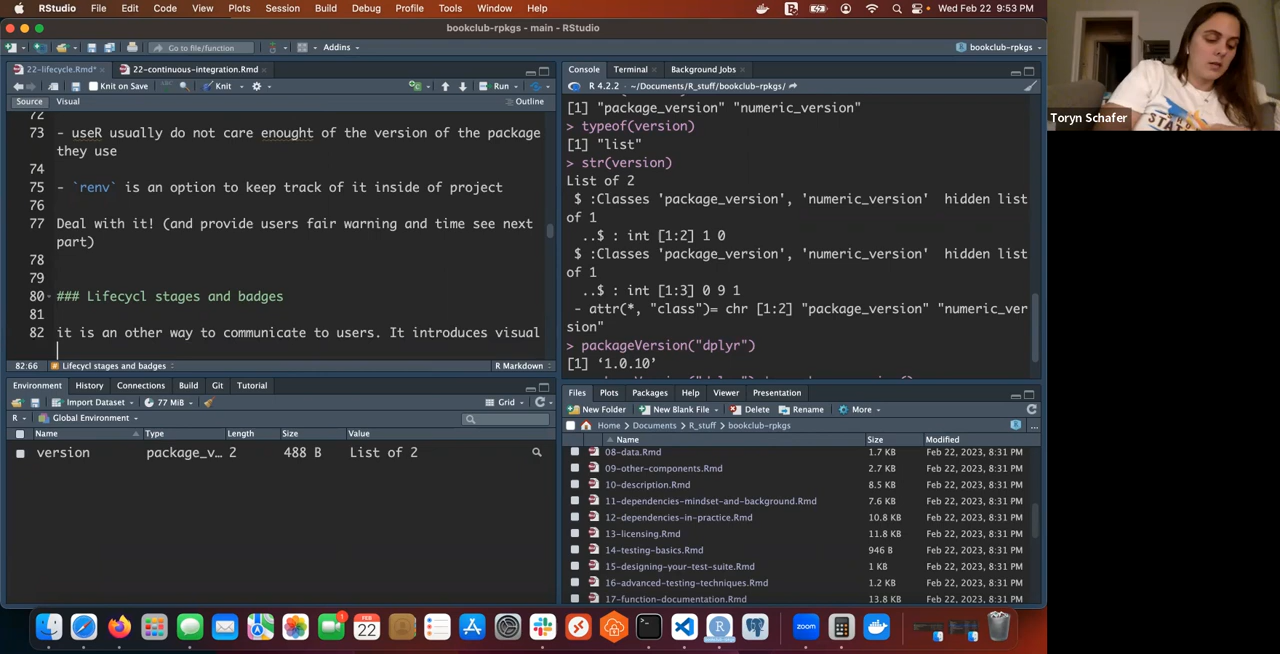 RStudio File Edit Code View Plots Session Build Debug Profile Tools Window Help
Wed Feb 22 9:53 PM
bookclub-rpkgs - main - RStudio
Go to file/function
Addins
bookclub-rpkgs
22-lifecycle.Rmd*
22-continuous-integration.Rmd
Knit on Save
Knit
Run
Source Visual
Outline
72
73 - useR usually do not care enought of the version of the package
they use
74
75 - `renv` is an option to keep track of it inside of project
76
77 Deal with it! (and provide users fair warning and time see next
part)
78
79
80 ### Lifecycl stages and badges
81
82 it is an other way to communicate to users. It introduces visual
82:66 Lifecycl stages and badges
R Markdown
Environment History Connections Build Git Tutorial
Import Dataset 77 MiB
Grid
R Global Environment
Name Type Length Size Value
version package_v… 2 488 B List of 2
Console Terminal Background Jobs
R 4.2.2 · ~/Documents/R_stuff/bookclub-rpkgs/
[1] "package_version" "numeric_version"
> typeof(version)
[1] "list"
> str(version)
List of 2
$ :Classes 'package_version', 'numeric_version' hidden list
of 1
..$ : int [1:2] 1 0
$ :Classes 'package_version', 'numeric_version' hidden list
of 1
..$ : int [1:3] 0 9 1
- attr(*, "class")= chr [1:2] "package_version" "numeric_ver
sion"
> packageVersion("dplyr")
[1] ‘1.0.10’
Files Plots Packages Help Viewer Presentation
New Folder New Blank File Delete Rename More
Home Documents R_stuff bookclub-rpkgs
Name Size Modified
08-data.Rmd 1.7 KB Feb 22, 2023, 8:31 PM
09-other-components.Rmd 2.7 KB Feb 22, 2023, 8:31 PM
10-description.Rmd 8.5 KB Feb 22, 2023, 8:31 PM
11-dependencies-mindset-and-background.Rmd 7.6 KB Feb 22, 2023, 8:31 PM
12-dependencies-in-practice.Rmd 10.8 KB Feb 22, 2023, 8:31 PM
13-licensing.Rmd 11.8 KB Feb 22, 2023, 8:31 PM
14-testing-basics.Rmd 946 B Feb 22, 2023, 8:31 PM
15-designing-your-test-suite.Rmd 1 KB Feb 22, 2023, 8:31 PM
16-advanced-testing-techniques.Rmd 1.2 KB Feb 22, 2023, 8:31 PM
17-function-documentation.Rmd 13.8 KB Feb 22, 2023, 8:31 PM
FEB
22
1
zoom
Toryn Schafer